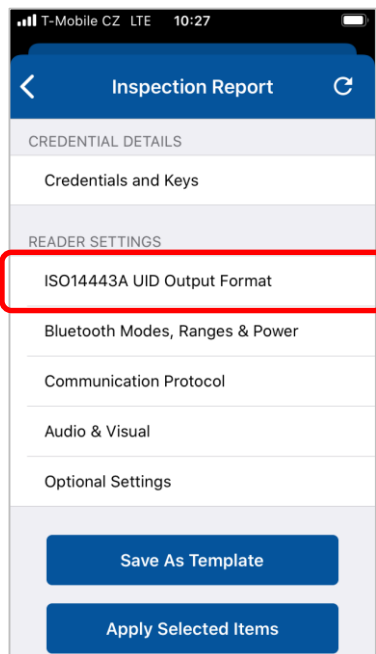 T-Mobile CZ LTE 10:27
Inspection Report
CREDENTIAL DETAILS
Credentials and Keys
READER SETTINGS
ISO14443A UID Output Format
Bluetooth Modes, Ranges & Power
Communication Protocol
Audio & Visual
Optional Settings
Save As Template
Apply Selected Items